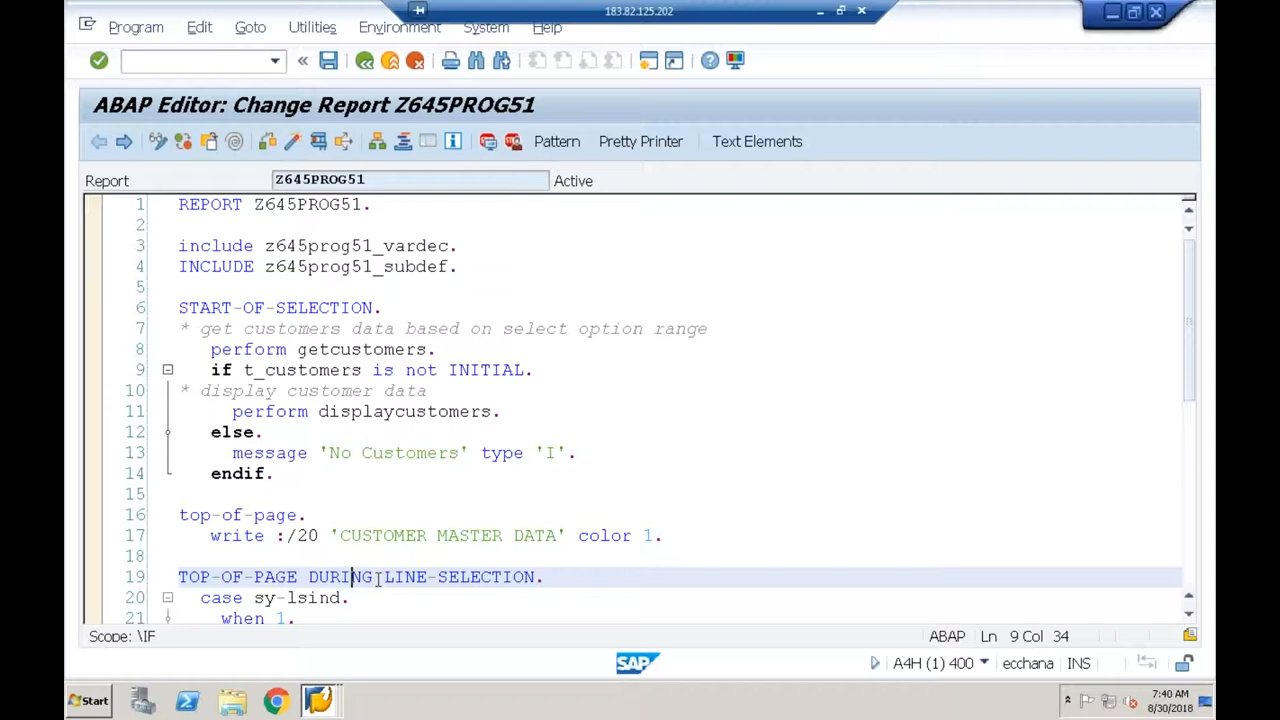 183.82.125.202
Program Edit Goto Utilities Environment System Help
ABAP Editor: Change Report Z645PROG51
Pattern Pretty Printer Text Elements
Report Z645PROG51 Active
1 REPORT Z645PROG51.
2
3 include z645prog51_vardec.
4 INCLUDE z645prog51_subdef.
5
6 START-OF-SELECTION.
7 * get customers data based on select option range
8 perform getcustomers.
9 if t_customers is not INITIAL.
10 * display customer data
11 perform displaycustomers.
12 else.
13 message 'No Customers' type 'I'.
14 endif.
15
16 top-of-page.
17 write :/20 'CUSTOMER MASTER DATA' color 1.
18
19 TOP-OF-PAGE DURING LINE-SELECTION.
20 case sy-lsind.
21 when 1.
Scope: \IF ABAP Ln 9 Col 34
SAP A4H (1) 400 ecchana INS
Start 7:40 AM
8/30/2018